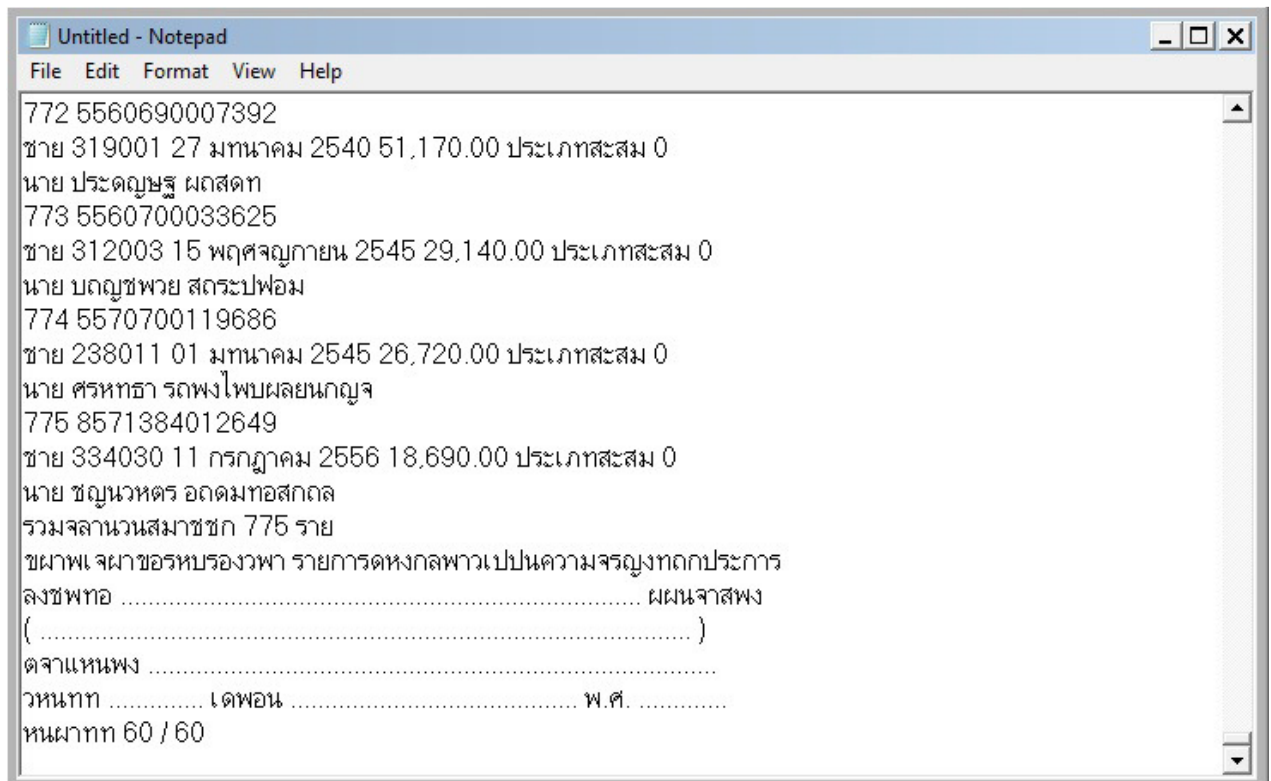 Untitled - Notepad
File Edit Format View Help
772 5560690007392
ชาย 319001 27 มทนาคม 2540 51,170.00 ประเภทสะสม 0
นาย ประดญษฐ ผถสดท
773 5560700033625
ชาย 312003 15 พฤศจญกายน 2545 29,140.00 ประเภทสะสม 0
นาย บถญชพวย สถระปฟอม
774 5570700119686
ชาย 238011 01 มทนาคม 2545 26,720.00 ประเภทสะสม 0
นาย ศรหทธา รถพงไพบผลยนกญจ
775 8571384012649
ชาย 334030 11 กรกฎาคม 2556 18,690.00 ประเภทสะสม 0
นาย ชญนวหตร อถดมทอสกถล
รวมจลานวนสมาชชก 775 ราย
ขผาพเจผาขอรหบรองวพา รายการดหงกลพาวเปปนความจรญงทถกประการ
ลงชพทอ ............................................................................. ผผนจาสพง
( ................................................................................................ )
ตจาแหนพง ....................................................................................
วหนทท .............. เดพอน .......................................... พ.ศ. .............
หนผาทท 60 / 60